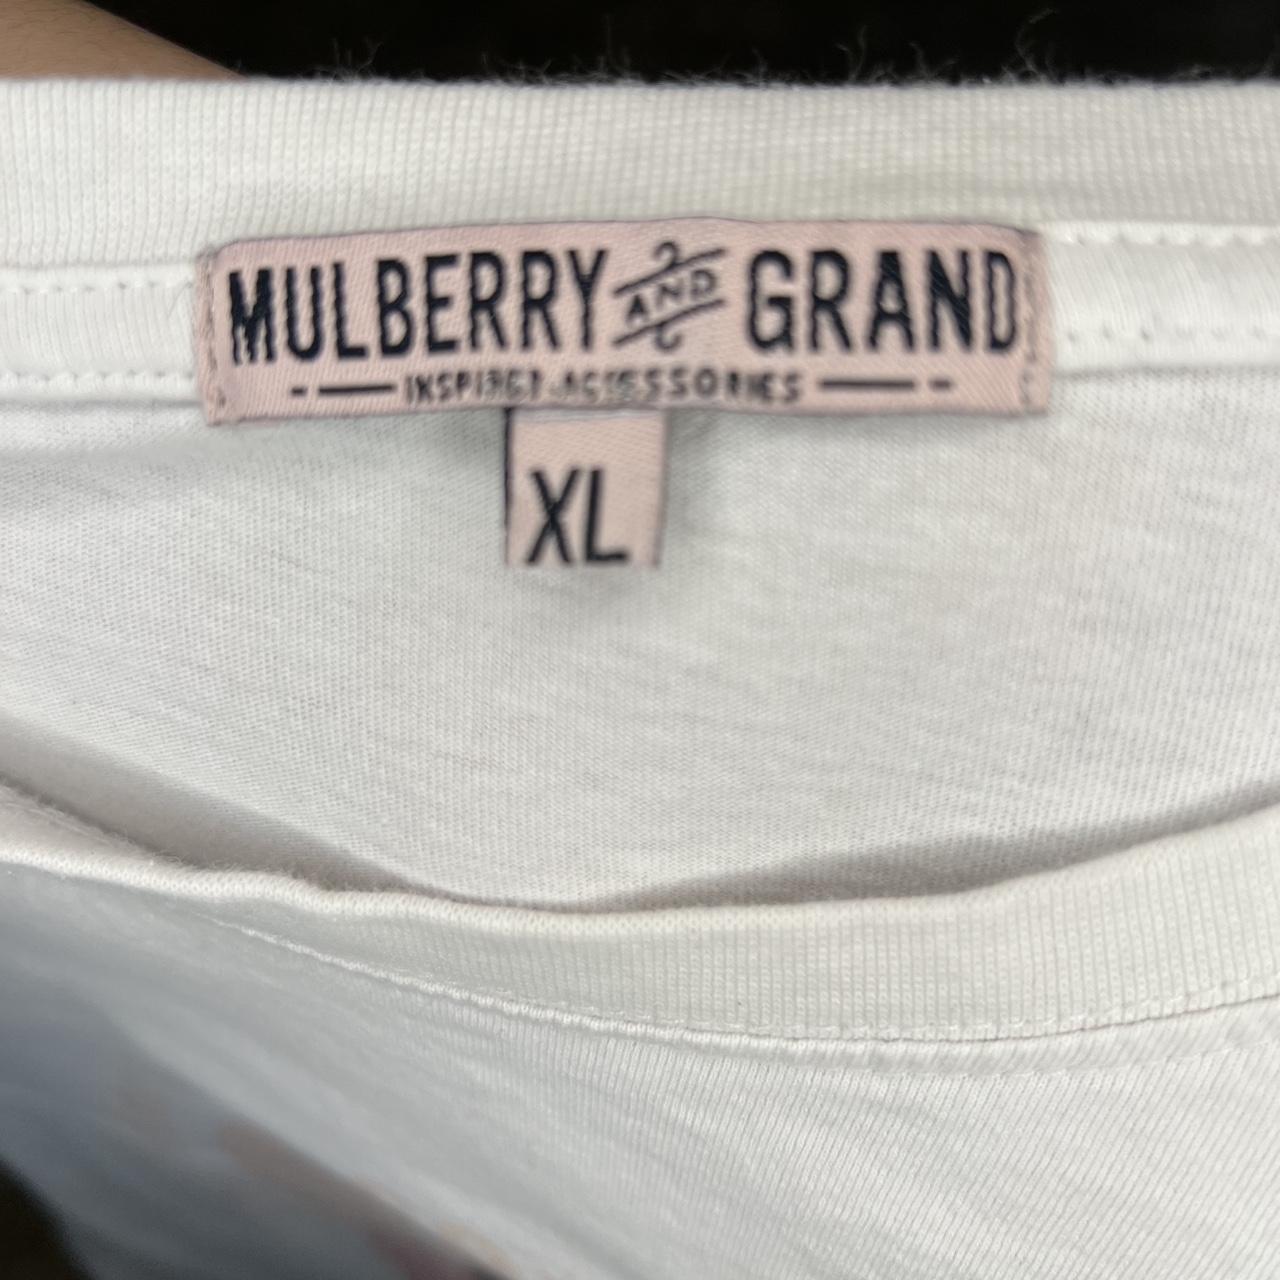 MULBERRY AND GRAND
INSPIRED ACCESSORIES
XL